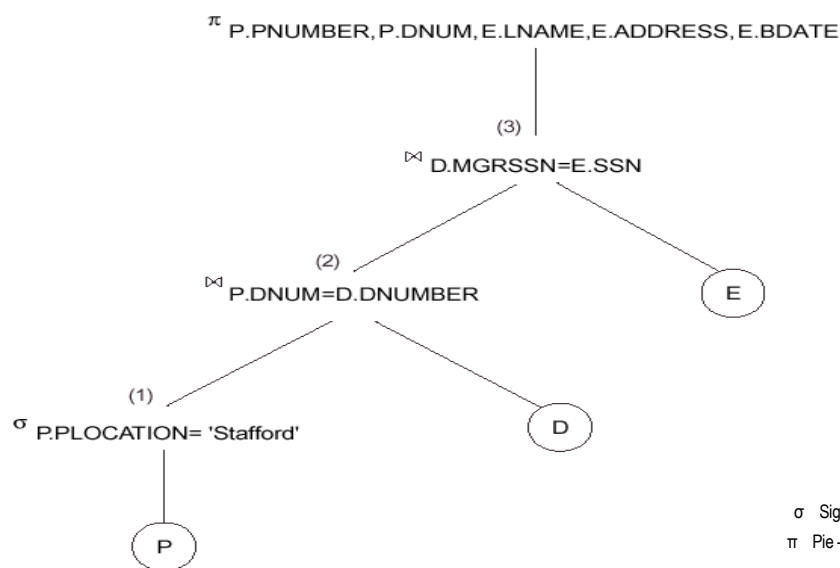 π P.PNUMBER,P.DNUM,E.LNAME,E.ADDRESS,E.BDATE
(3)
⋈ D.MGRSSN=E.SSN
(2)
⋈ P.DNUM=D.DNUMBER
E
(1)
σ P.PLOCATION= 'Stafford'
D
σ Sig
P
π Pie -